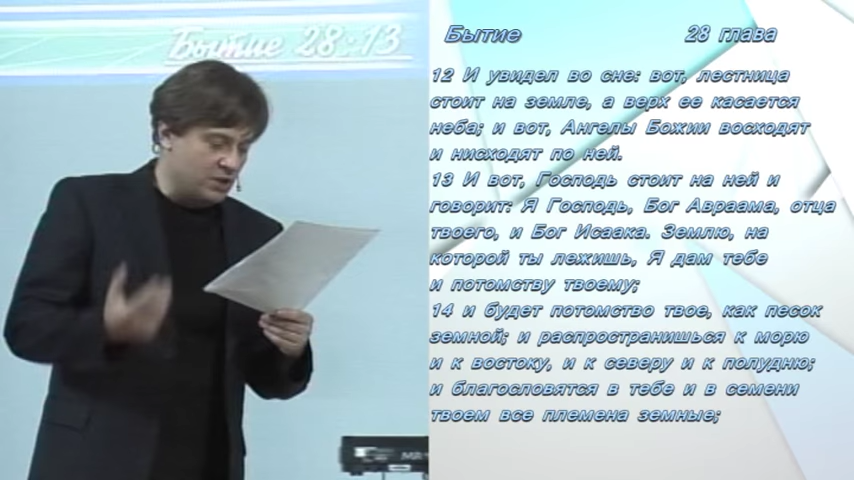 Бытие 28:13
Бытие 28 глава
12 И увидел во сне: вот, лестница
стоит на земле, а верх ее касается
неба; и вот, Ангелы Божии восходят
и нисходят по ней.
13 И вот, Господь стоит на ней и
говорит: Я Господь, Бог Авраама, отца
твоего, и Бог Исаака. Землю, на
которой ты лежишь, Я дам тебе
и потомству твоему;
14 и будет потомство твое, как песок
земной; и распространишься к морю
и к востоку, и к северу и к полудню;
и благословятся в тебе и в семени
твоем все племена земные;